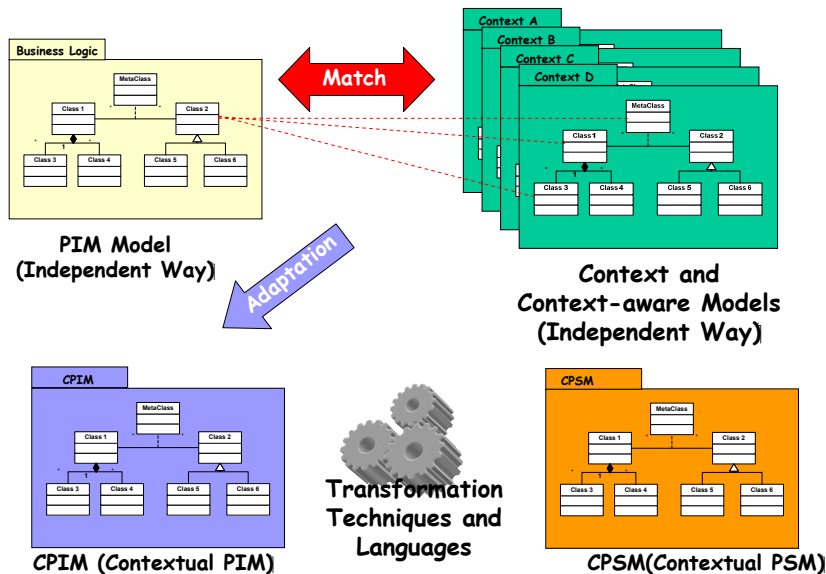 Business Logic
MetaClass
Class 1
Class 2
1
Class 3
Class 4
Class 5
Class 6
Match
Context A
Context B
Context C
Context D
MetaClass
Class1
Class 2
1
Class 3
Class 4
Class 5
Class 6
PIM Model
(Independent Way)
Adaptation
Context and
Context-aware Models
(Independent Way)
CPIM
MetaClass
Class 1
Class 2
1
Class 3
Class 4
Class 5
Class 6
CPIM (Contextual PIM)
Transformation
Techniques and
Languages
CPSM
MetaClass
Class 1
Class 2
1
Class 3
Class 4
Class 5
Class 6
CPSM(Contextual PSM)